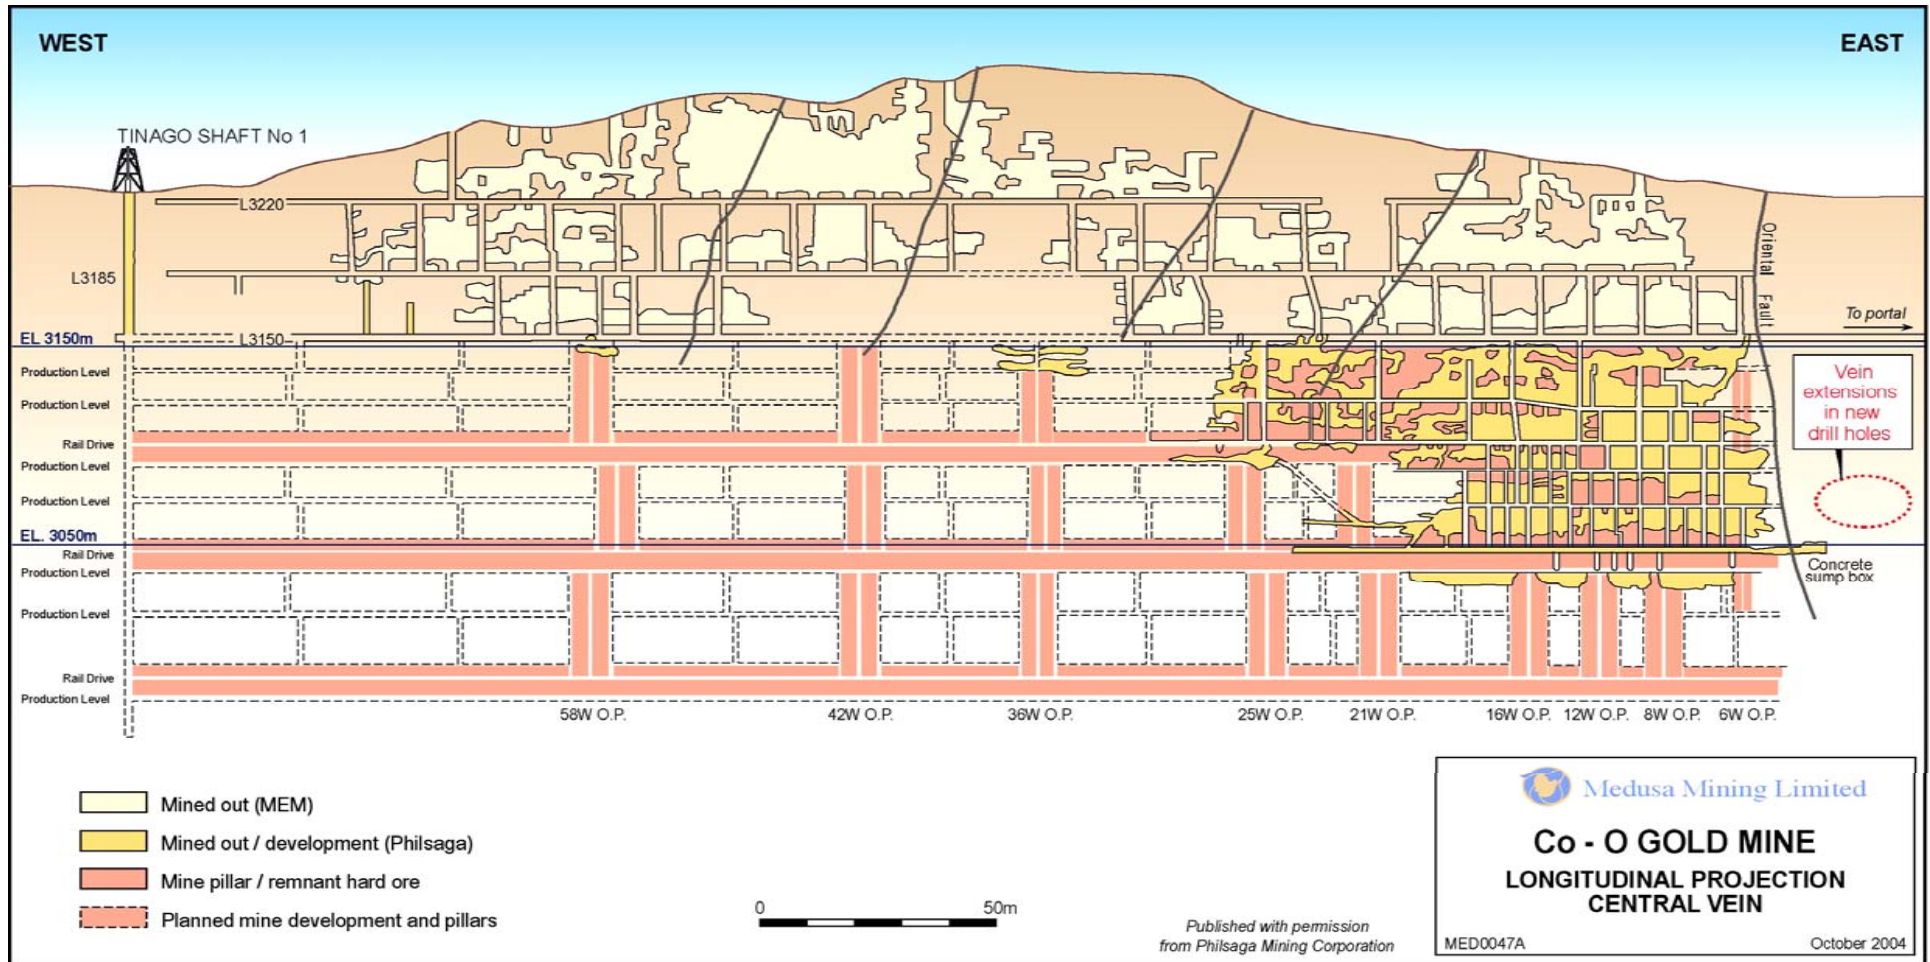 WEST
EAST
TINAGO SHAFT No 1
L3220
L3185
Oriental Fault
To portal
EL 3150m
L3150
Production Level
Production Level
Vein
extensions
in new
drill holes
Rail Drive
Production Level
Production Level
EL. 3050m
Rail Drive
Production Level
Concrete
sump box
Production Level
Rail Drive
Production Level
58W O.P.
42W O.P.
36W O.P.
25W O.P.
21W O.P.
16W O.P.
12W O.P.
8W O.P.
6W O.P.
Mined out (MEM)
Mined out / development (Philsaga)
Mine pillar / remnant hard ore
Planned mine development and pillars
0
50m
Published with permission
from Philsaga Mining Corporation
Medusa Mining Limited
Co - O GOLD MINE
LONGITUDINAL PROJECTION
CENTRAL VEIN
MED0047A
October 2004